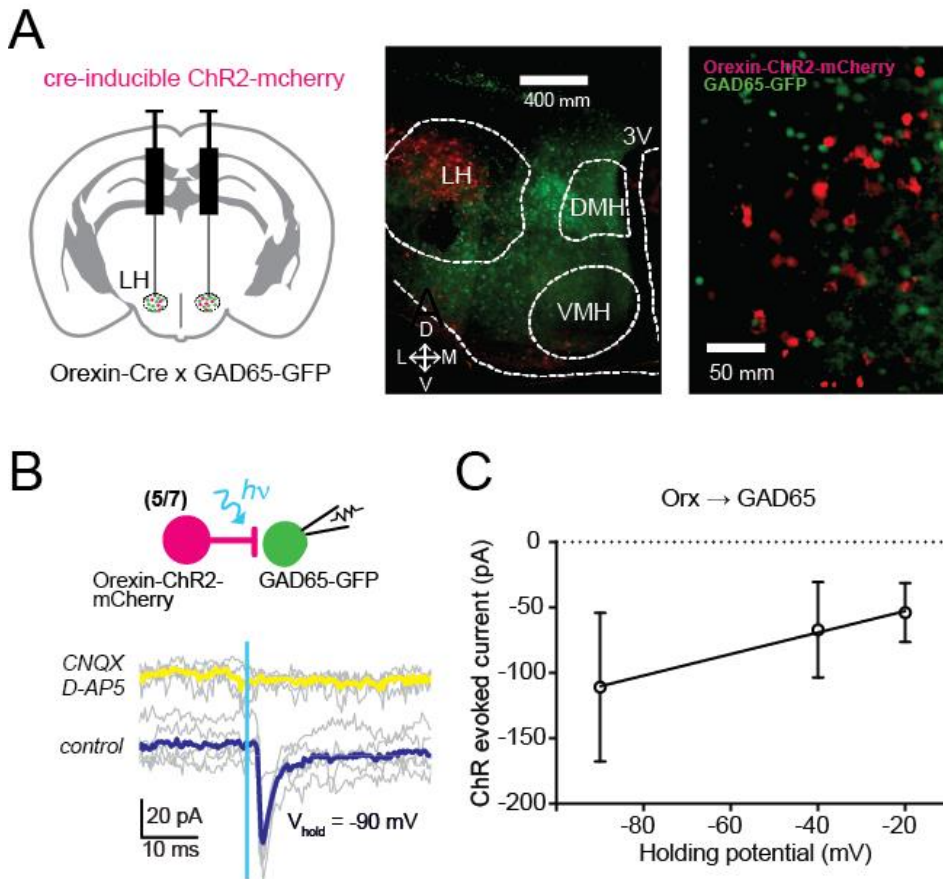 A
cre-inducible ChR2-mcherry
LH
Orexin-Cre x GAD65-GFP
400 mm
3V
LH
DMH
VMH
D
L M
V
Orexin-ChR2-mcherry
GAD65-GFP
50 mm
B
(5/7)
hν
Orexin-ChR2-
mCherry
GAD65-GFP
CNQX
D-AP5
control
20 pA
10 ms
Vhold = -90 mV
C
Orx → GAD65
ChR evoked current (pA)
0
-50
-100
-150
-200
-80 -60 -40 -20
Holding potential (mV)